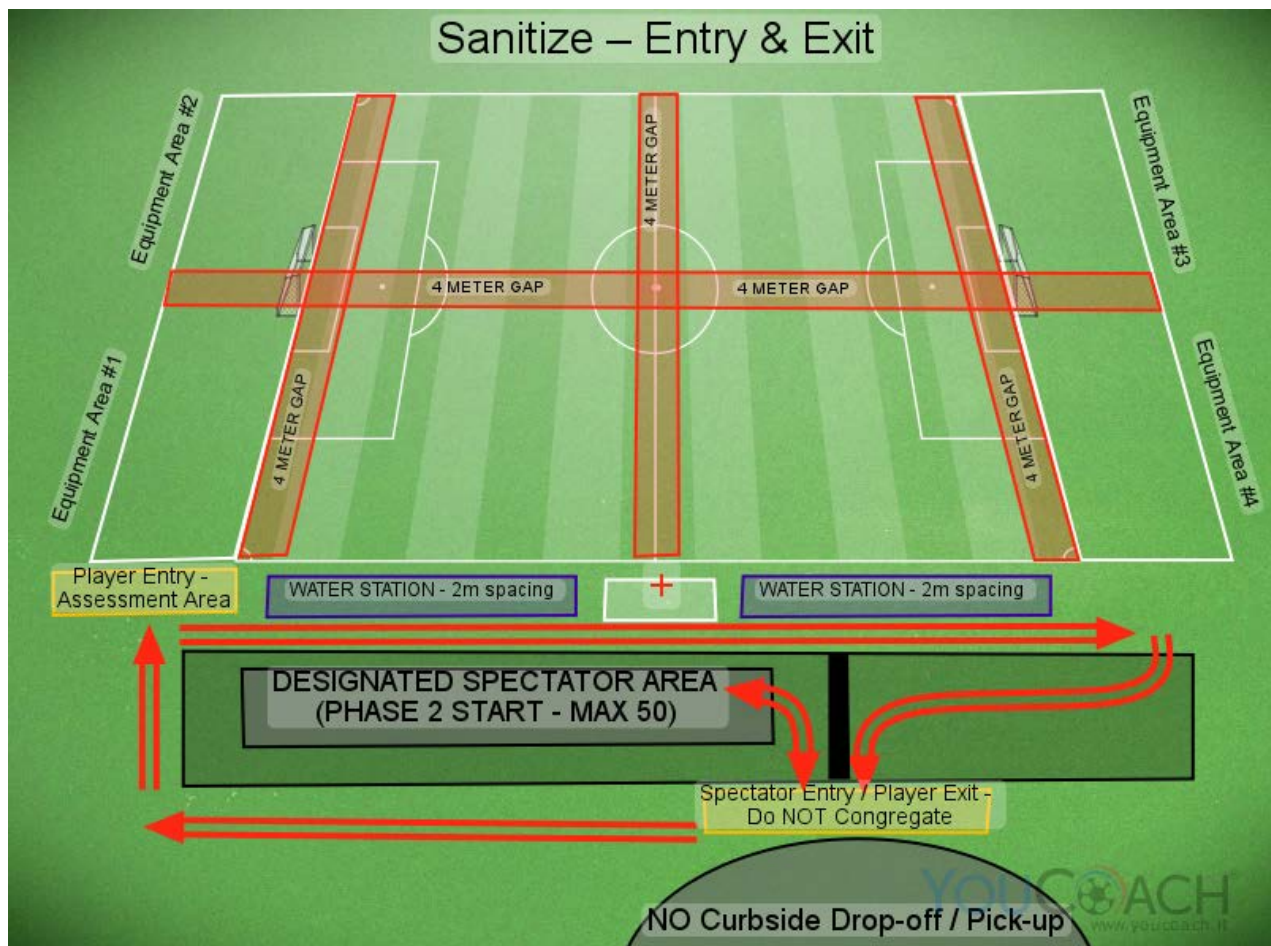 Sanitize – Entry & Exit
Equipment Area #2
Equipment Area #3
4 METER GAP
4 METER GAP
4 METER GAP
Equipment Area #1
Equipment Area #4
4 METER GAP
4 METER GAP
Player Entry -
Assessment Area
WATER STATION - 2m spacing
WATER STATION - 2m spacing
DESIGNATED SPECTATOR AREA
(PHASE 2 START - MAX 50)
Spectator Entry / Player Exit -
Do NOT Congregate
YOUCOACH
www.youcoach.it
NO Curbside Drop-off / Pick-up